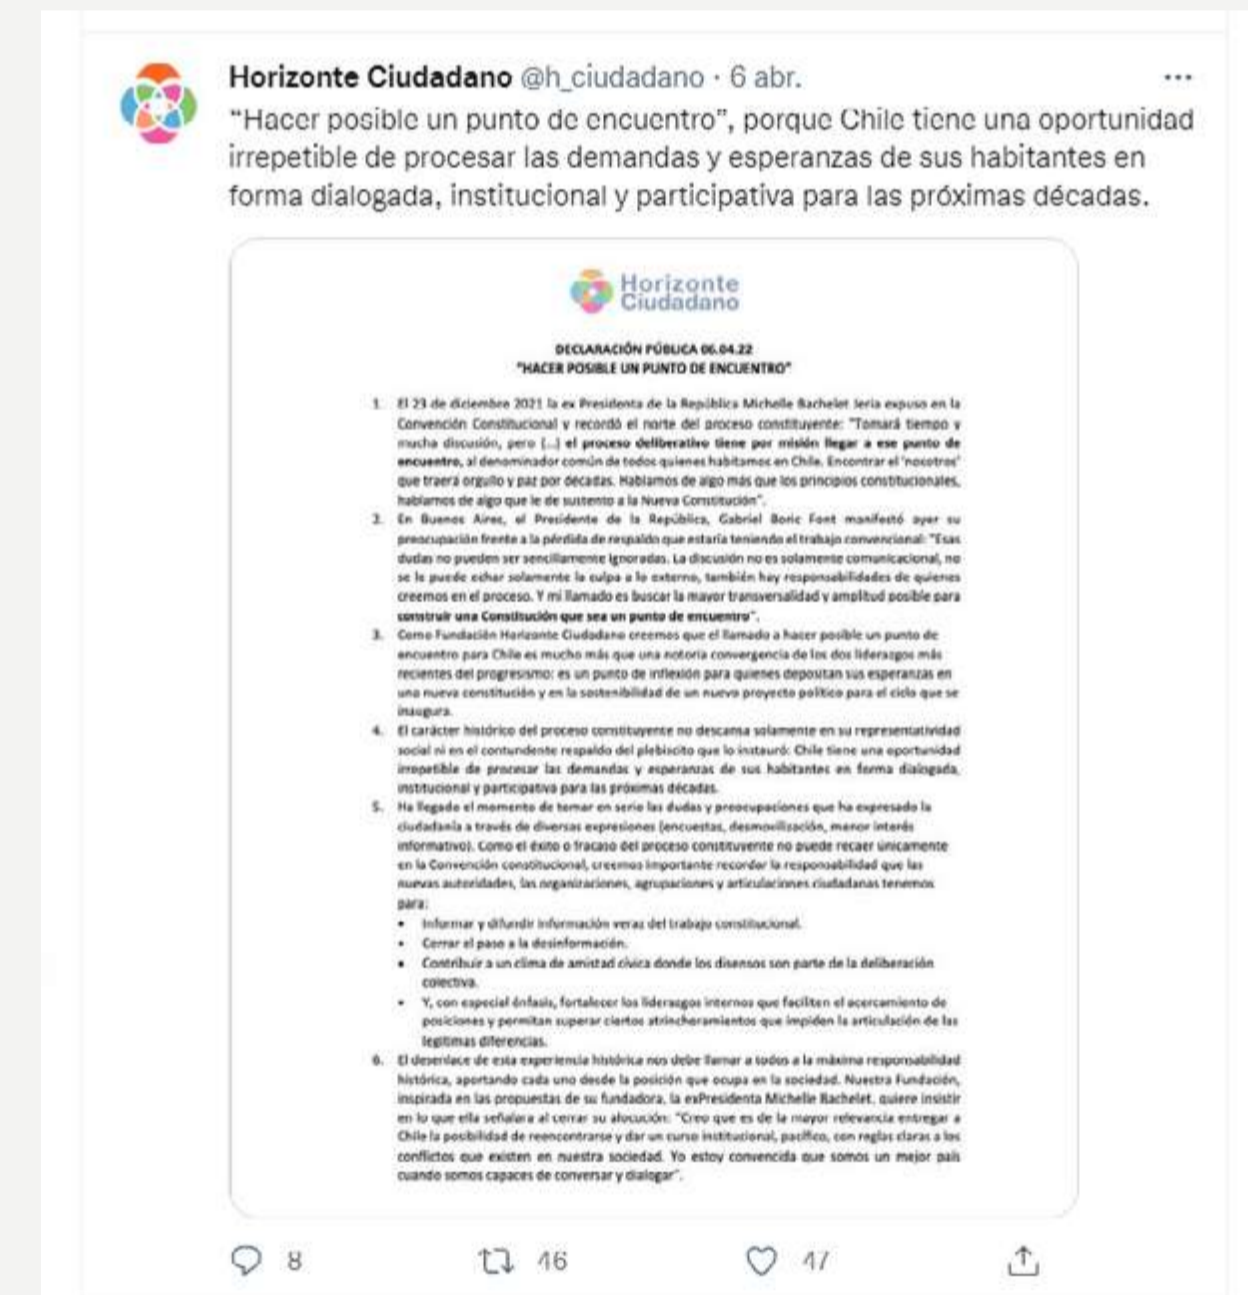 Horizonte Ciudadano @h_ciudadano · 6 abr.
“Hacer posible un punto de encuentro”, porque Chile tiene una oportunidad
irrepetible de procesar las demandas y esperanzas de sus habitantes en
forma dialogada, institucional y participativa para las próximas décadas.
Horizonte
Ciudadano
DECLARACIÓN PÚBLICA 06.04.22
"HACER POSIBLE UN PUNTO DE ENCUENTRO"
1. El 23 de diciembre 2021 la ex Presidenta de la República Michelle Bachelet Jeria expuso en la
Convención Constitucional y recordó el norte del proceso constituyente: "Tomará tiempo y
mucha discusión, pero (...) el proceso deliberativo tiene por misión llegar a ese punto de
encuentro, al denominador común de todos quienes habitamos en Chile. Encontrar el 'nosotros'
que traerá orgullo y paz por décadas. Hablamos de algo más que los principios constitucionales,
hablamos de algo que le de sustento a la Nueva Constitución".
2. En Buenos Aires, el Presidente de la República, Gabriel Boric Font manifestó ayer su
preocupación frente a la pérdida de respaldo que estaría teniendo el trabajo convencional: "Esas
dudas no pueden ser sencillamente ignoradas. La discusión no es solamente comunicacional, no
se le puede echar solamente la culpa a lo externo, también hay responsabilidades de quienes
creemos en el proceso. Y mi llamado es buscar la mayor transversalidad y amplitud posible para
construir una Constitución que sea un punto de encuentro".
3. Como Fundación Horizonte Ciudadano creemos que el llamado a hacer posible un punto de
encuentro para Chile es mucho más que una notoria convergencia de los dos liderazgos más
recientes del progresismo: es un punto de inflexión para quienes depositan sus esperanzas en
una nueva constitución y en la sostenibilidad de un nuevo proyecto político para el ciclo que se
inaugura.
4. El carácter histórico del proceso constituyente no descansa solamente en su representatividad
social ni en el contundente respaldo del plebiscito que lo instauró: Chile tiene una oportunidad
irrepetible de procesar las demandas y esperanzas de sus habitantes en forma dialogada,
institucional y participativa para las próximas décadas.
5. Ha llegado el momento de tomar en serio las dudas y preocupaciones que ha expresado la
ciudadanía a través de diversas expresiones (encuestas, desmovilización, menor interés
informativo). Como el éxito o fracaso del proceso constituyente no puede recaer únicamente
en la Convención constitucional, creemos importante recordar la responsabilidad que las
nuevas autoridades, las organizaciones, agrupaciones y articulaciones ciudadanas tenemos
para:
• Informar y difundir información veraz del trabajo constitucional.
• Cerrar el paso a la desinformación.
• Contribuir a un clima de amistad cívica donde los disensos son parte de la deliberación
colectiva.
• Y, con especial énfasis, fortalecer los liderazgos internos que faciliten el acercamiento de
posiciones y permitan superar ciertos atrincheramientos que impiden la articulación de las
legítimas diferencias.
6. El desenlace de esta experiencia histórica nos debe llamar a todos a la máxima responsabilidad
histórica, aportando cada uno desde la posición que ocupa en la sociedad. Nuestra Fundación,
inspirada en las propuestas de su fundadora, la exPresidenta Michelle Bachelet, quiere insistir
en lo que ella señalara al cerrar su alocución: "Creo que es de la mayor relevancia entregar a
Chile la posibilidad de reencontrarse y dar un curso institucional, pacífico, con reglas claras a los
conflictos que existen en nuestra sociedad. Yo estoy convencida que somos un mejor país
cuando somos capaces de conversar y dialogar".
8 46 47